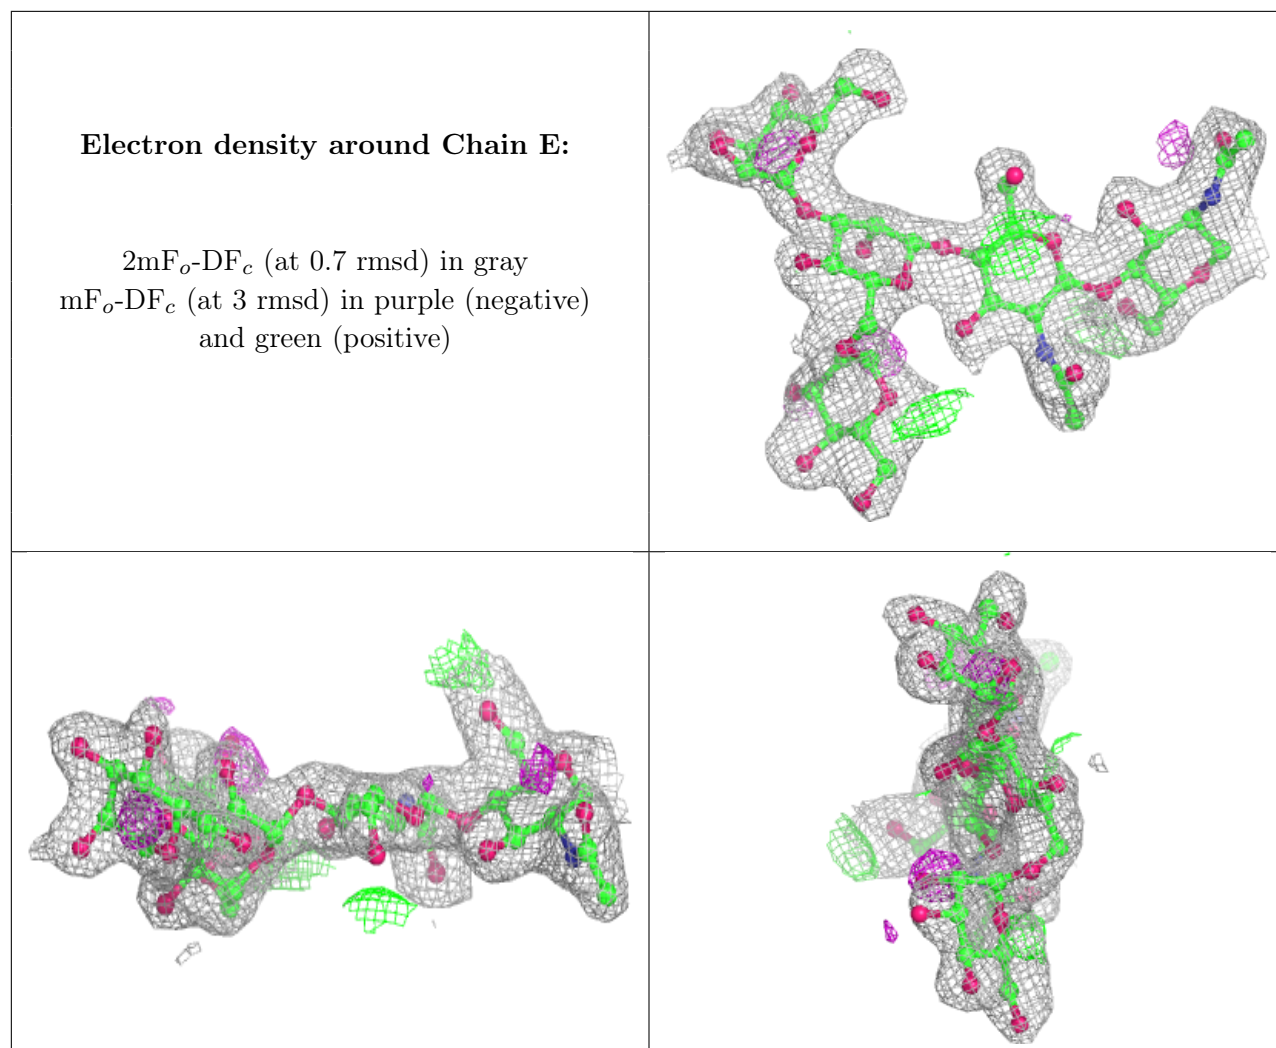 Electron density around Chain E:
2mFo-DFc (at 0.7 rmsd) in gray
mFo-DFc (at 3 rmsd) in purple (negative)
and green (positive)